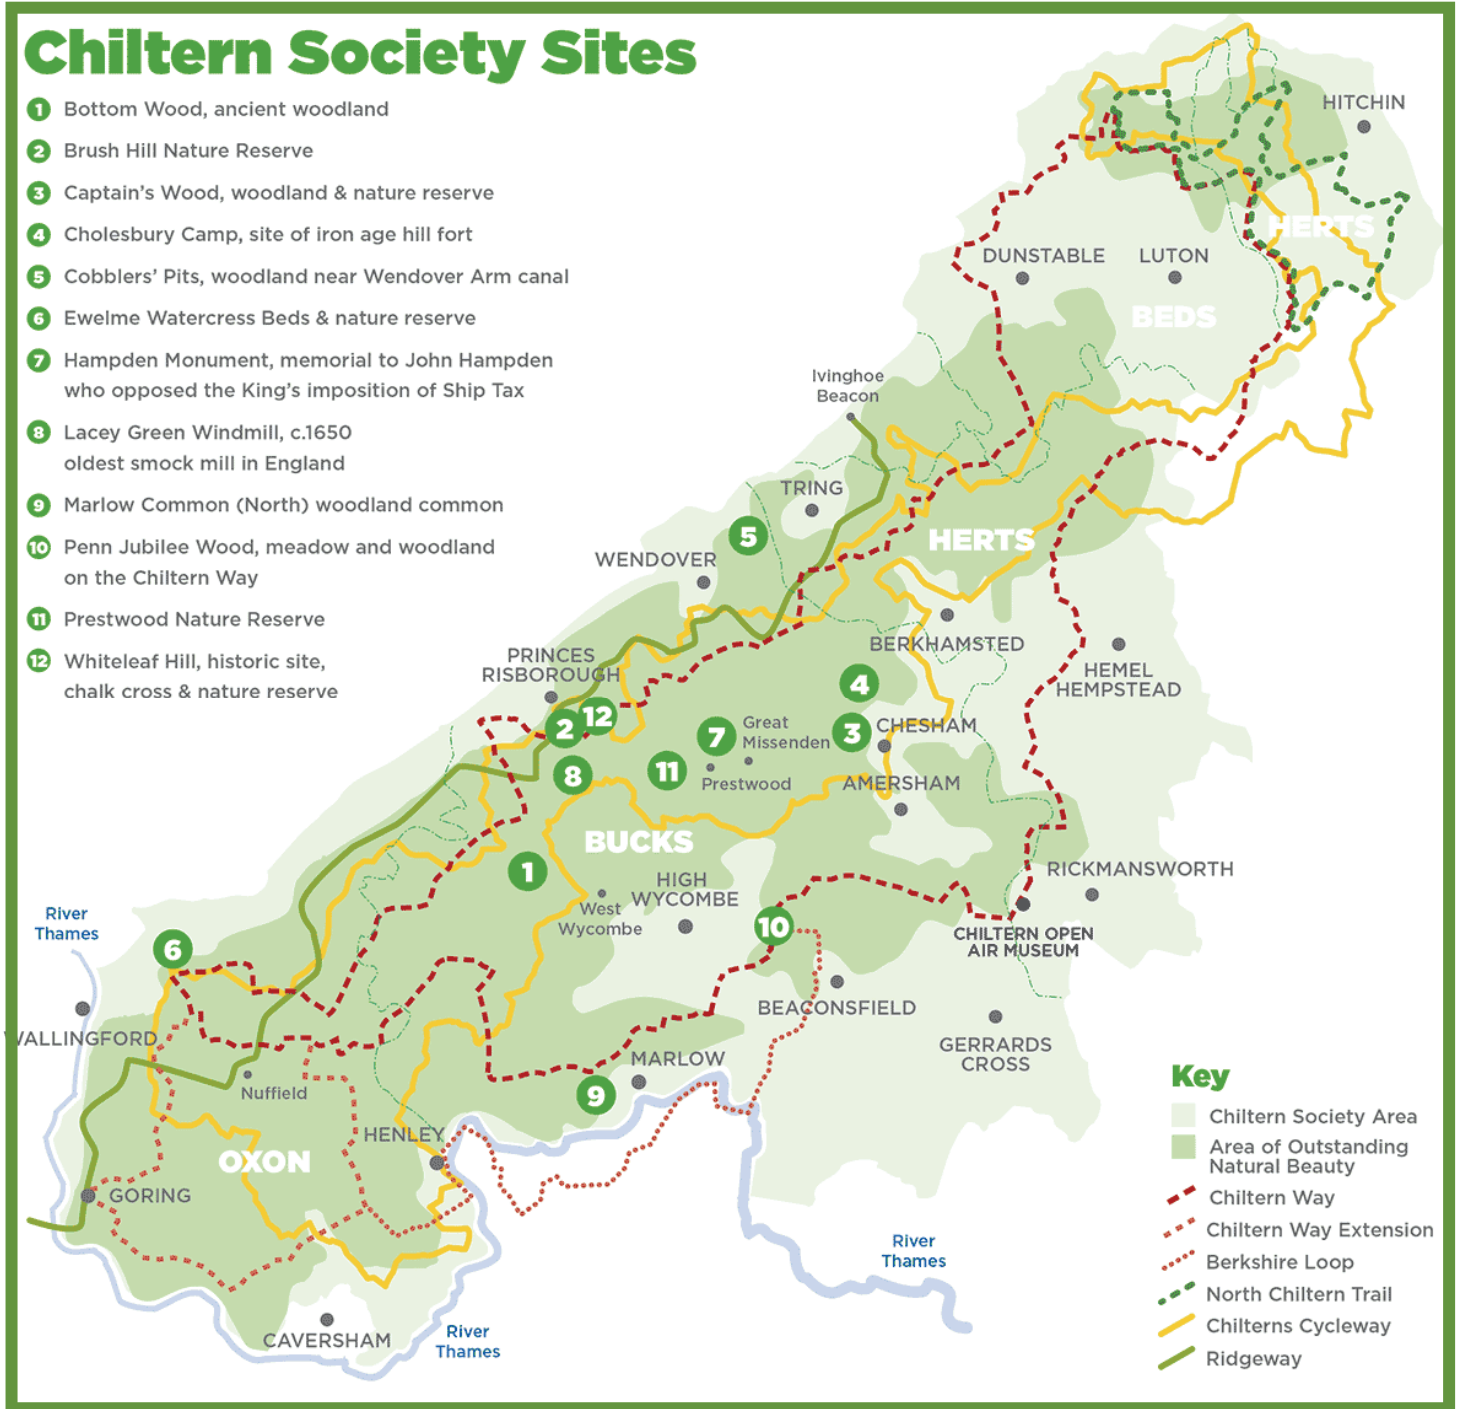 Chiltern Society Sites
1 Bottom Wood, ancient woodland
2 Brush Hill Nature Reserve
3 Captain's Wood, woodland & nature reserve
4 Cholesbury Camp, site of iron age hill fort
5 Cobblers' Pits, woodland near Wendover Arm canal
6 Ewelme Watercress Beds & nature reserve
7 Hampden Monument, memorial to John Hampden
who opposed the King's imposition of Ship Tax
8 Lacey Green Windmill, c.1650
oldest smock mill in England
9 Marlow Common (North) woodland common
10 Penn Jubilee Wood, meadow and woodland
on the Chiltern Way
11 Prestwood Nature Reserve
12 Whiteleaf Hill, historic site,
chalk cross & nature reserve
HITCHIN
HERTS
DUNSTABLE
LUTON
BEDS
Ivinghoe
Beacon
TRING
5
HERTS
WENDOVER
BERKHAMSTED
HEMEL
HEMPSTEAD
PRINCES
RISBOROUGH
4
12
2
7
Great
Missenden
3
CHESHAM
8
11
Prestwood
AMERSHAM
BUCKS
1
HIGH
WYCOMBE
West
Wycombe
RICKMANSWORTH
10
CHILTERN OPEN
AIR MUSEUM
River
Thames
6
BEACONSFIELD
WALLINGFORD
GERRARDS
CROSS
MARLOW
Nuffield
9
HENLEY
OXON
GORING
River
Thames
CAVERSHAM
River
Thames
Key
Chiltern Society Area
Area of Outstanding
Natural Beauty
Chiltern Way
Chiltern Way Extension
Berkshire Loop
North Chiltern Trail
Chilterns Cycleway
Ridgeway